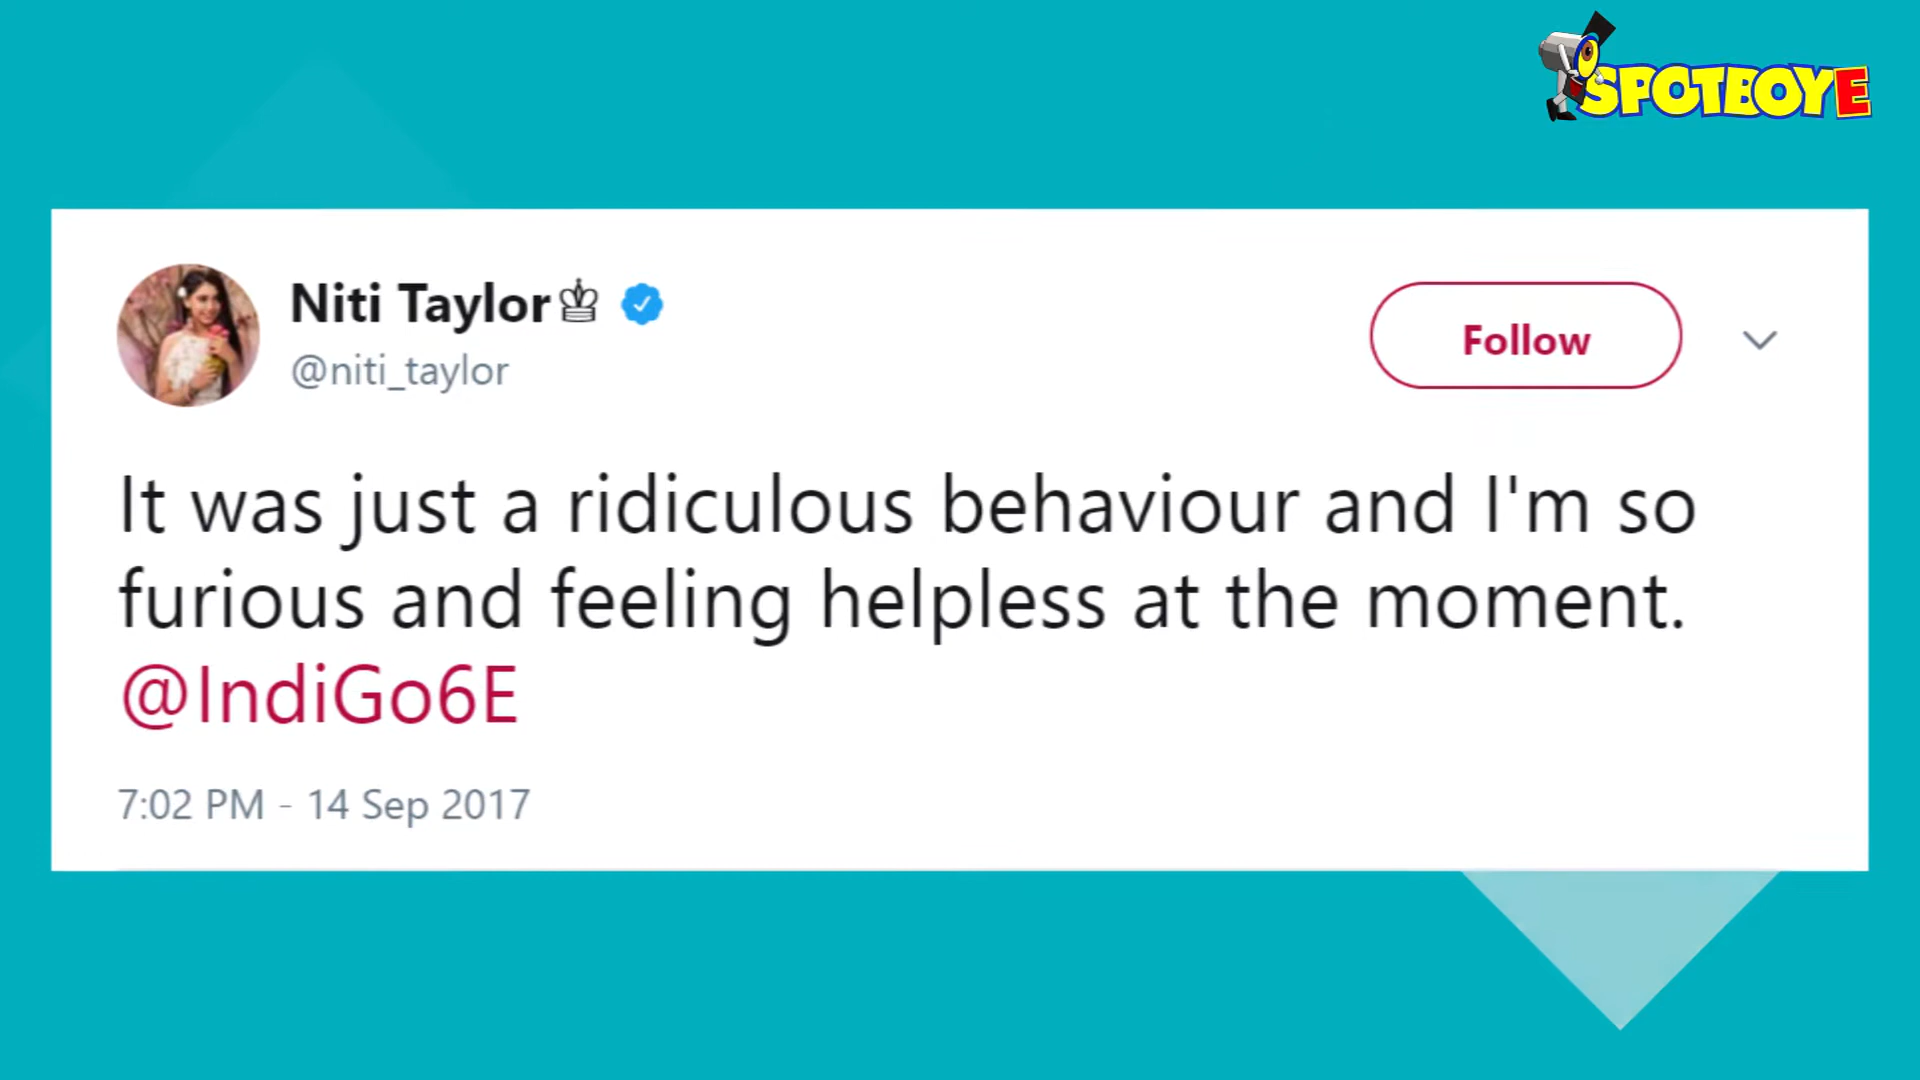 SPOTBOYE
Niti Taylor♔
@niti_taylor
Follow
It was just a ridiculous behaviour and I'm so
furious and feeling helpless at the moment.
@IndiGo6E
7:02 PM - 14 Sep 2017